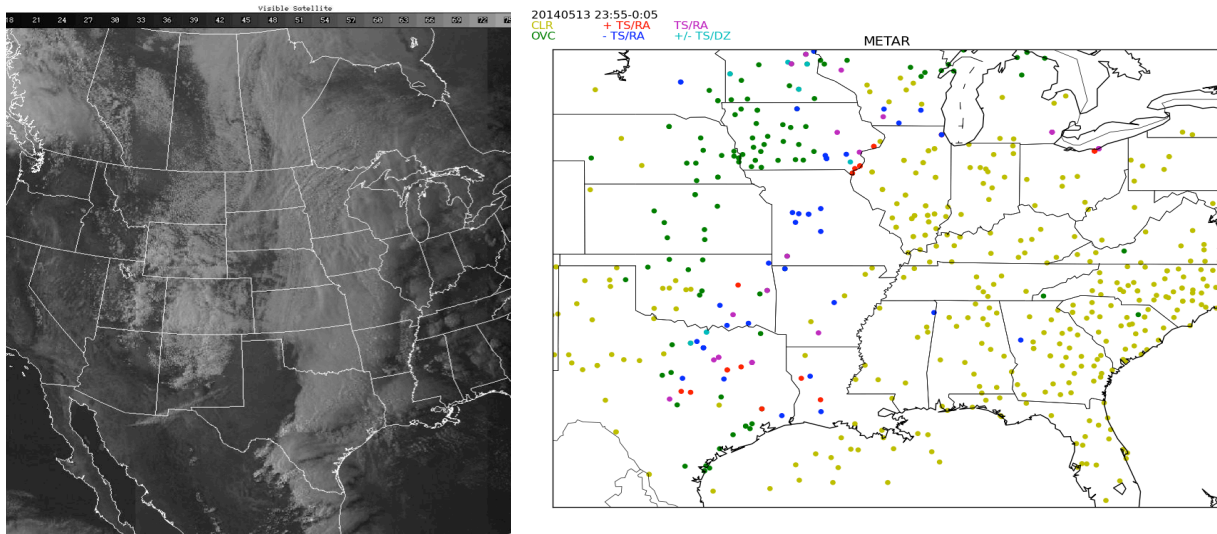 Visible Satellite
18 21 24 27 30 33 36 39 42 45 48 51 54 57 60 63 66 69 72 75
20140513 23:55-0:05
CLR + TS/RA TS/RA
OVC - TS/RA +/- TS/DZ
METAR